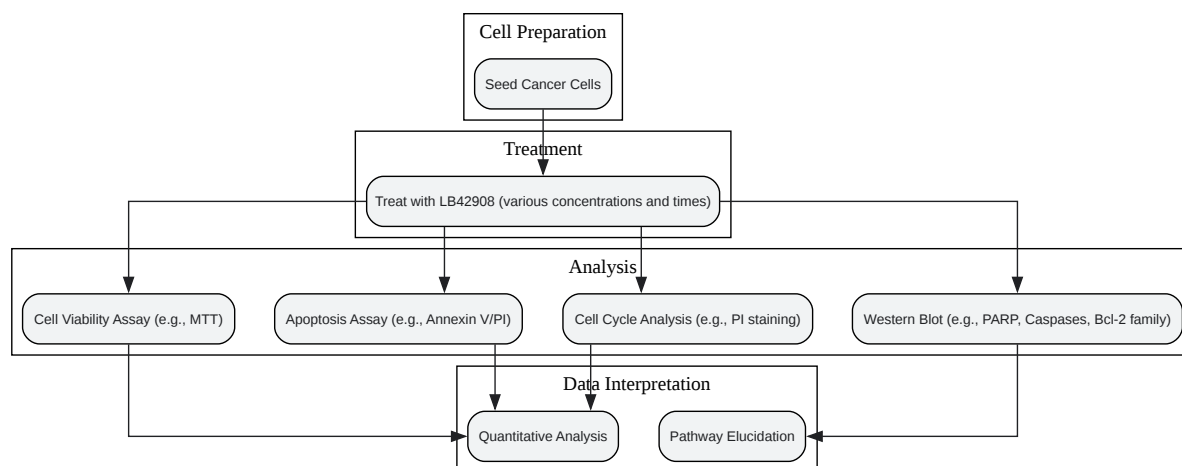 Cell Preparation
Seed Cancer Cells
Treatment
Treat with LB42908 (various concentrations and times)
Analysis
Cell Viability Assay (e.g., MTT)
Apoptosis Assay (e.g., Annexin V/PI)
Cell Cycle Analysis (e.g., PI staining)
Western Blot (e.g., PARP, Caspases, Bcl-2 family)
Data Interpretation
Quantitative Analysis
Pathway Elucidation